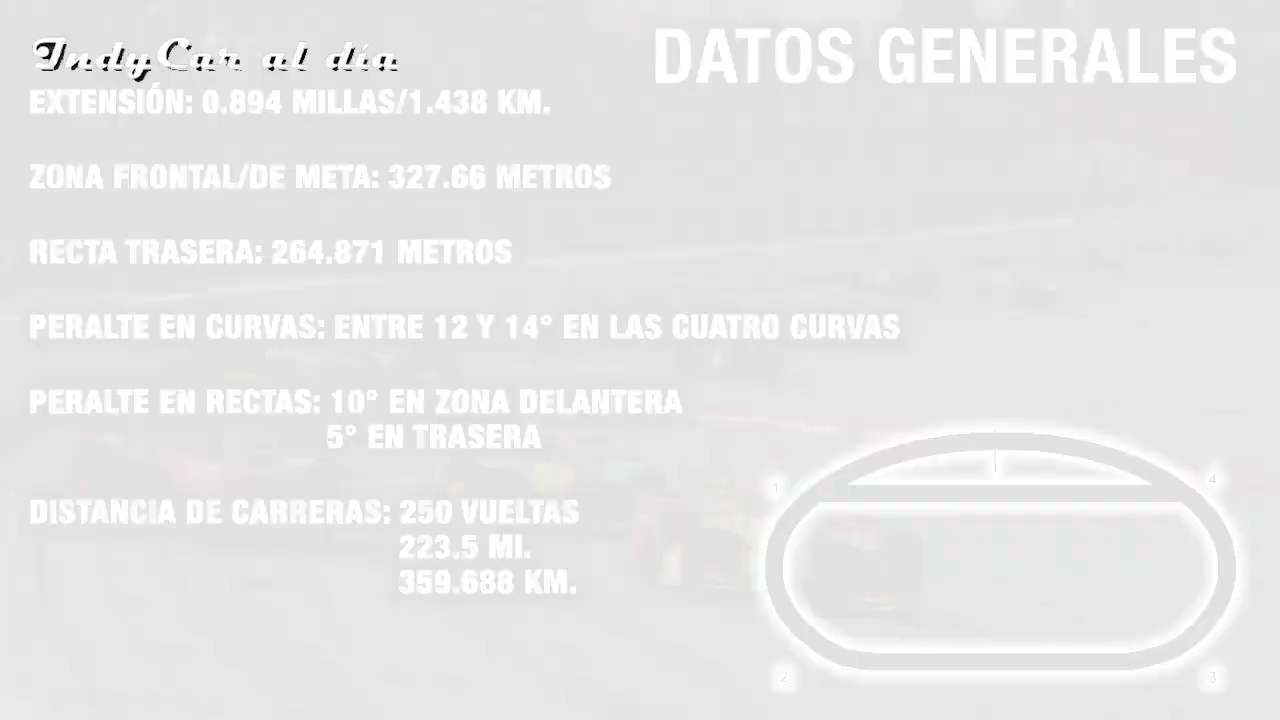 IndyCar al día
DATOS GENERALES
EXTENSIÓN: 0.894 MILLAS/1.438 KM.
ZONA FRONTAL/DE META: 327.66 METROS
RECTA TRASERA: 264.871 METROS
PERALTE EN CURVAS: ENTRE 12 Y 14° EN LAS CUATRO CURVAS
PERALTE EN RECTAS: 10° EN ZONA DELANTERA
5° EN TRASERA
DISTANCIA DE CARRERAS: 250 VUELTAS
223.5 MI.
359.688 KM.
1
4
2
3